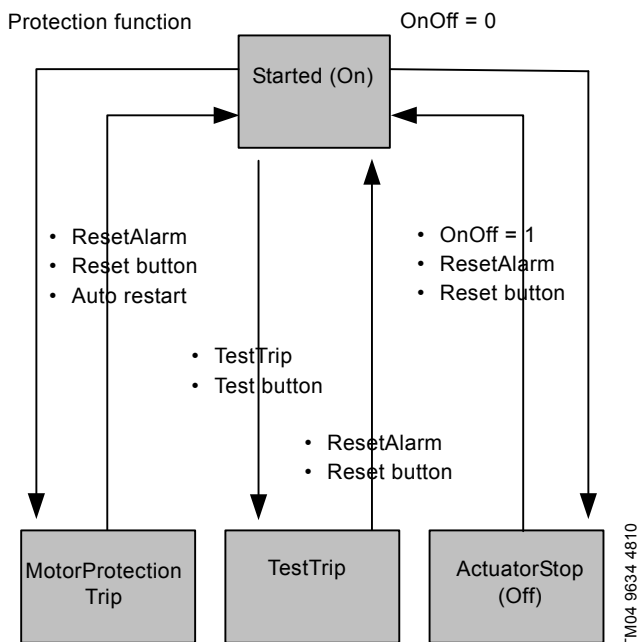 Protection function
OnOff = 0
Started (On)
• ResetAlarm
• Reset button
• Auto restart
• OnOff = 1
• ResetAlarm
• Reset button
• TestTrip
• Test button
• ResetAlarm
• Reset button
MotorProtection
Trip
TestTrip
ActuatorStop
(Off)
TM04 9634 4810